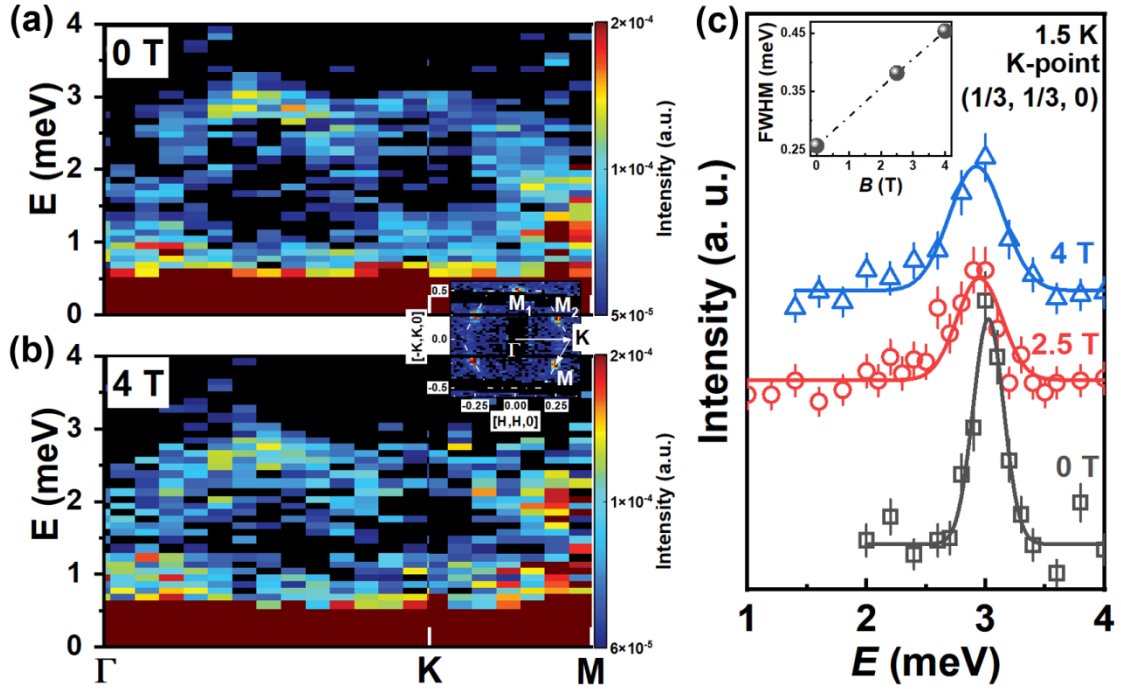 (a)
0 T
E (meV)
4
3
2
1
0
2×10⁻⁴
1×10⁻⁴
5×10⁻⁵
Intensity (a.u.)
[-K,K,0]
0.5
0.0
-0.5
M₁
M₂
Γ
K
M
-0.25
0.00
0.25
[H,H,0]
(b)
4 T
E (meV)
4
3
2
1
0
2×10⁻⁴
1×10⁻⁴
6×10⁻⁵
Intensity (a.u.)
Γ
K
M
(c)
FWHM (meV)
0.45
0.35
0.25
0
1
2
3
4
B (T)
1.5 K
K-point
(1/3, 1/3, 0)
4 T
2.5 T
0 T
Intensity (a. u.)
1
2
3
4
E (meV)